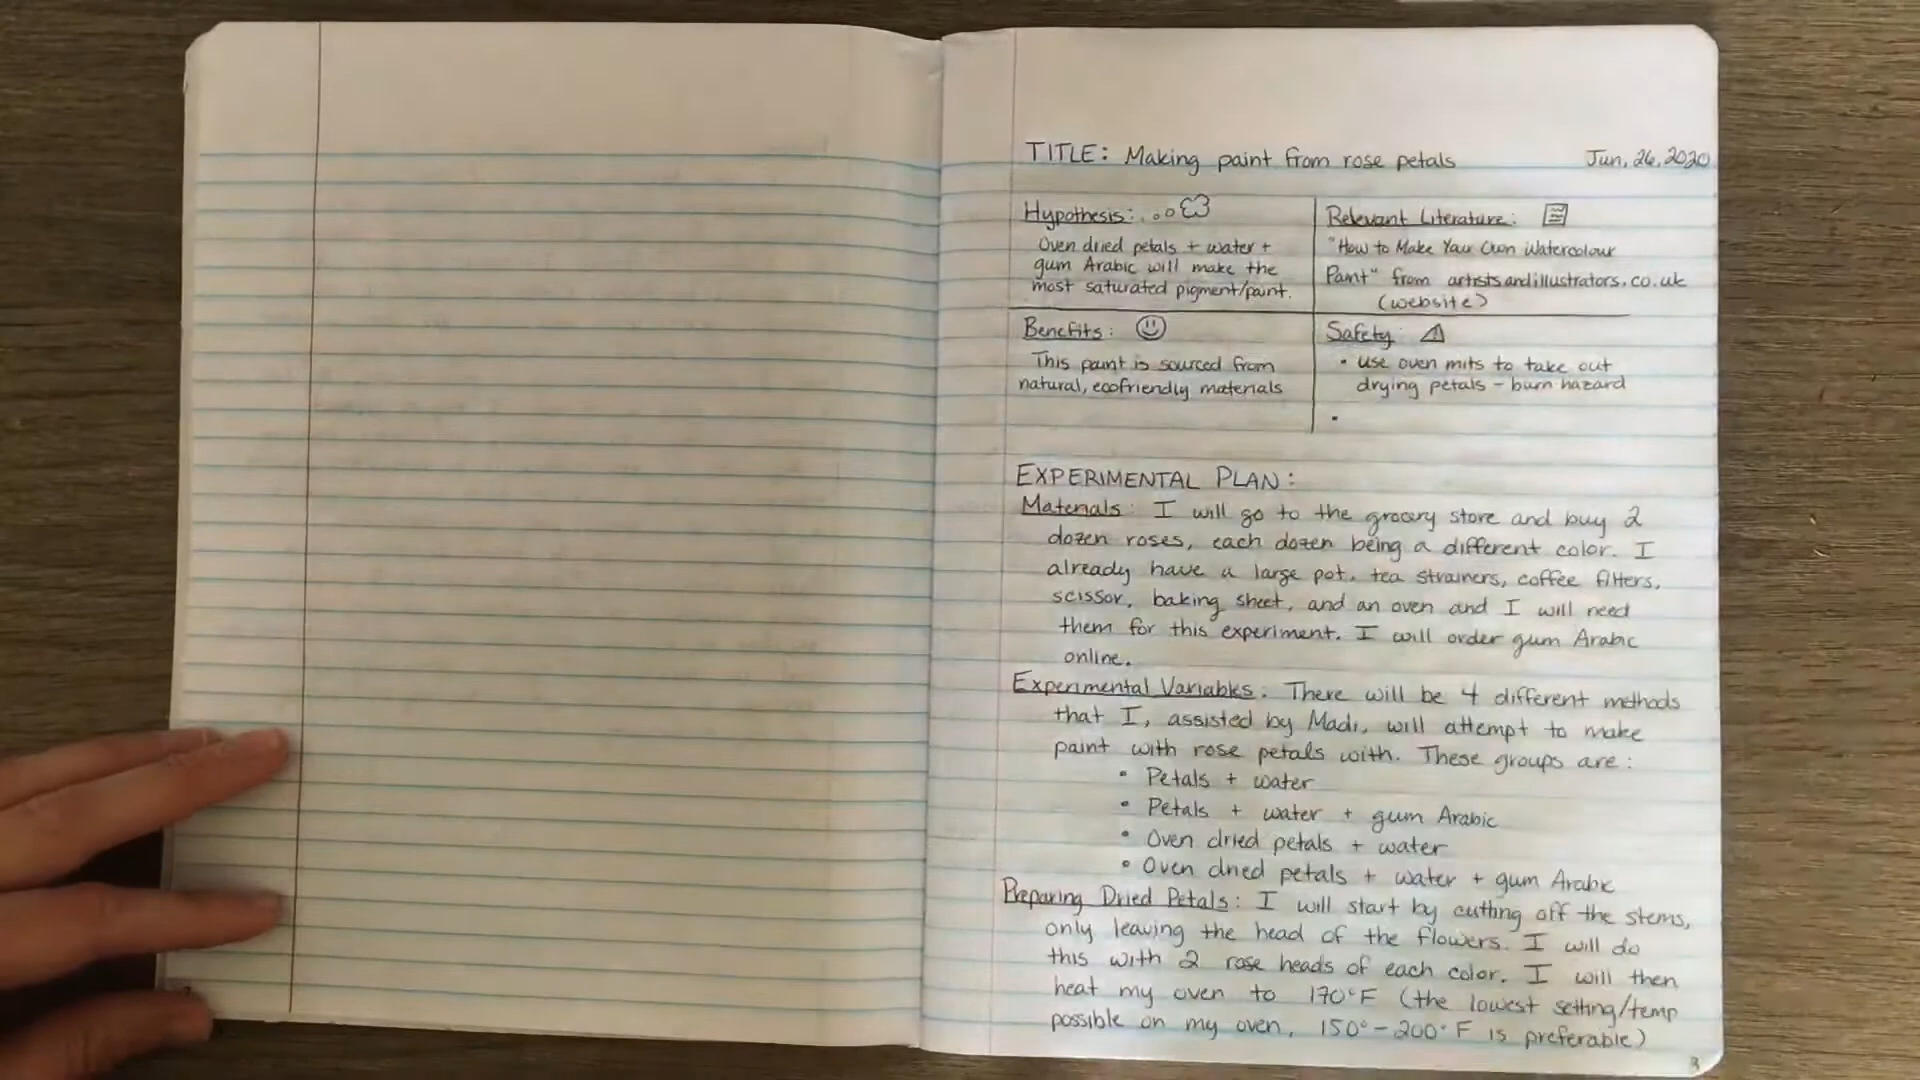 TITLE: Making paint from rose petals Jun, 26, 2020
Hypothesis:
Oven dried petals + water +
gum Arabic will make the
most saturated pigment/paint.
Relevant Literature:
"How to Make Your Own Watercolour
Paint" from artistsandillustrators.co.uk
(website)
Benefits:
This paint is sourced from
natural, ecofriendly materials
Safety:
• use oven mits to take out
drying petals - burn hazard
•
EXPERIMENTAL PLAN:
Materials: I will go to the grocery store and buy 2
dozen roses, each dozen being a different color. I
already have a large pot, tea strainers, coffee filters,
scissor, baking sheet, and an oven and I will need
them for this experiment. I will order gum Arabic
online.
Experimental Variables: There will be 4 different methods
that I, assisted by Madi, will attempt to make
paint with rose petals with. These groups are:
• Petals + water
• Petals + water + gum Arabic
• Oven dried petals + water
• Oven dried petals + water + gum Arabic
Preparing Dried Petals: I will start by cutting off the stems,
only leaving the head of the flowers. I will do
this with 2 rose heads of each color. I will then
heat my oven to 170°F (the lowest setting/temp
possible on my oven, 150°-200°F is preferable)
3